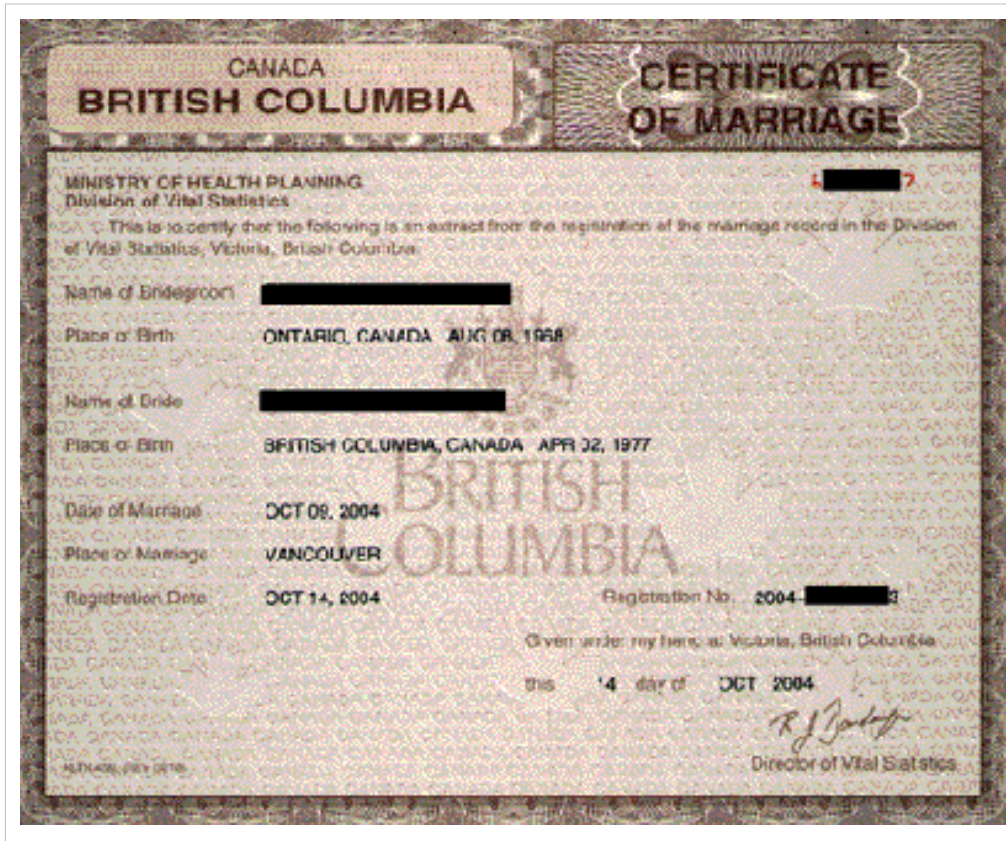 CANADA
BRITISH COLUMBIA
CERTIFICATE
OF MARRIAGE
MINISTRY OF HEALTH PLANNING
Division of Vital Statistics
This is to certify that the following is an extract from the registration of the marriage record in the Division
of Vital Statistics, Victoria, British Columbia.
Name of Bridegroom
Place of Birth ONTARIO, CANADA AUG 08, 1968
Name of Bride
Place of Birth BRITISH COLUMBIA, CANADA APR 02, 1977
BRITISH
COLUMBIA
Date of Marriage OCT 09, 2004
Place of Marriage VANCOUVER
Registration Date OCT 14, 2004 Registration No. 2004-
Given under my hand at Victoria, British Columbia
this 14 day of OCT 2004
Director of Vital Statistics